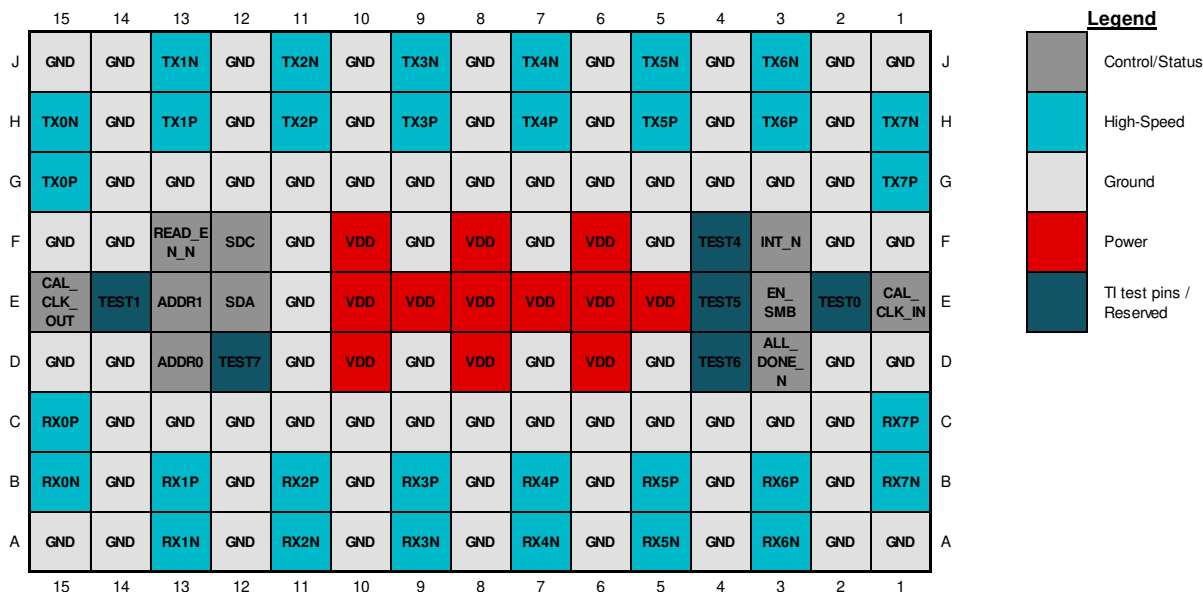 15 14 13 12 11 10 9 8 7 6 5 4 3 2 1
Legend
J GND GND TX1N GND TX2N GND TX3N GND TX4N GND TX5N GND TX6N GND GND J
Control/Status
H TX0N GND TX1P GND TX2P GND TX3P GND TX4P GND TX5P GND TX6P GND TX7N H
High-Speed
G TX0P GND GND GND GND GND GND GND GND GND GND GND GND GND TX7P G
Ground
F GND GND READ_E
N_N SDC GND VDD GND VDD GND VDD GND TEST4 INT_N GND GND F
Power
E CAL_
CLK_
OUT TEST1 ADDR1 SDA GND VDD VDD VDD VDD VDD VDD TEST5 EN_
SMB TEST0 CAL_
CLK_IN E
TI test pins /
Reserved
D GND GND ADDR0 TEST7 GND VDD GND VDD GND VDD GND TEST6 ALL_
DONE_
N GND GND D
C RX0P GND GND GND GND GND GND GND GND GND GND GND GND GND RX7P C
B RX0N GND RX1P GND RX2P GND RX3P GND RX4P GND RX5P GND RX6P GND RX7N B
A GND GND RX1N GND RX2N GND RX3N GND RX4N GND RX5N GND RX6N GND GND A
15 14 13 12 11 10 9 8 7 6 5 4 3 2 1